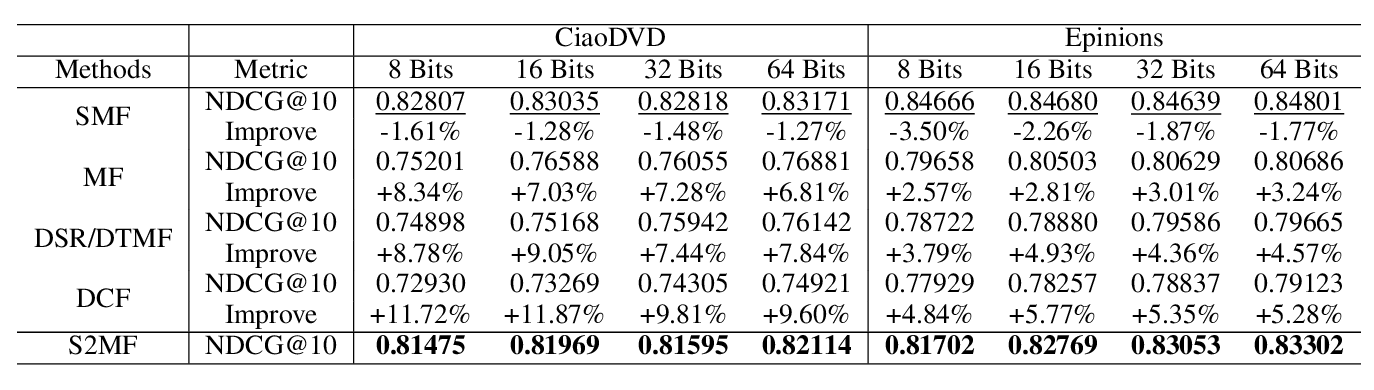 CiaoDVD Epinions
Methods Metric 8 Bits 16 Bits 32 Bits 64 Bits 8 Bits 16 Bits 32 Bits 64 Bits
SMF NDCG@10 0.82807 0.83035 0.82818 0.83171 0.84666 0.84680 0.84639 0.84801
Improve -1.61% -1.28% -1.48% -1.27% -3.50% -2.26% -1.87% -1.77%
MF NDCG@10 0.75201 0.76588 0.76055 0.76881 0.79658 0.80503 0.80629 0.80686
Improve +8.34% +7.03% +7.28% +6.81% +2.57% +2.81% +3.01% +3.24%
DSR/DTMF NDCG@10 0.74898 0.75168 0.75942 0.76142 0.78722 0.78880 0.79586 0.79665
Improve +8.78% +9.05% +7.44% +7.84% +3.79% +4.93% +4.36% +4.57%
DCF NDCG@10 0.72930 0.73269 0.74305 0.74921 0.77929 0.78257 0.78837 0.79123
Improve +11.72% +11.87% +9.81% +9.60% +4.84% +5.77% +5.35% +5.28%
S2MF NDCG@10 0.81475 0.81969 0.81595 0.82114 0.81702 0.82769 0.83053 0.83302